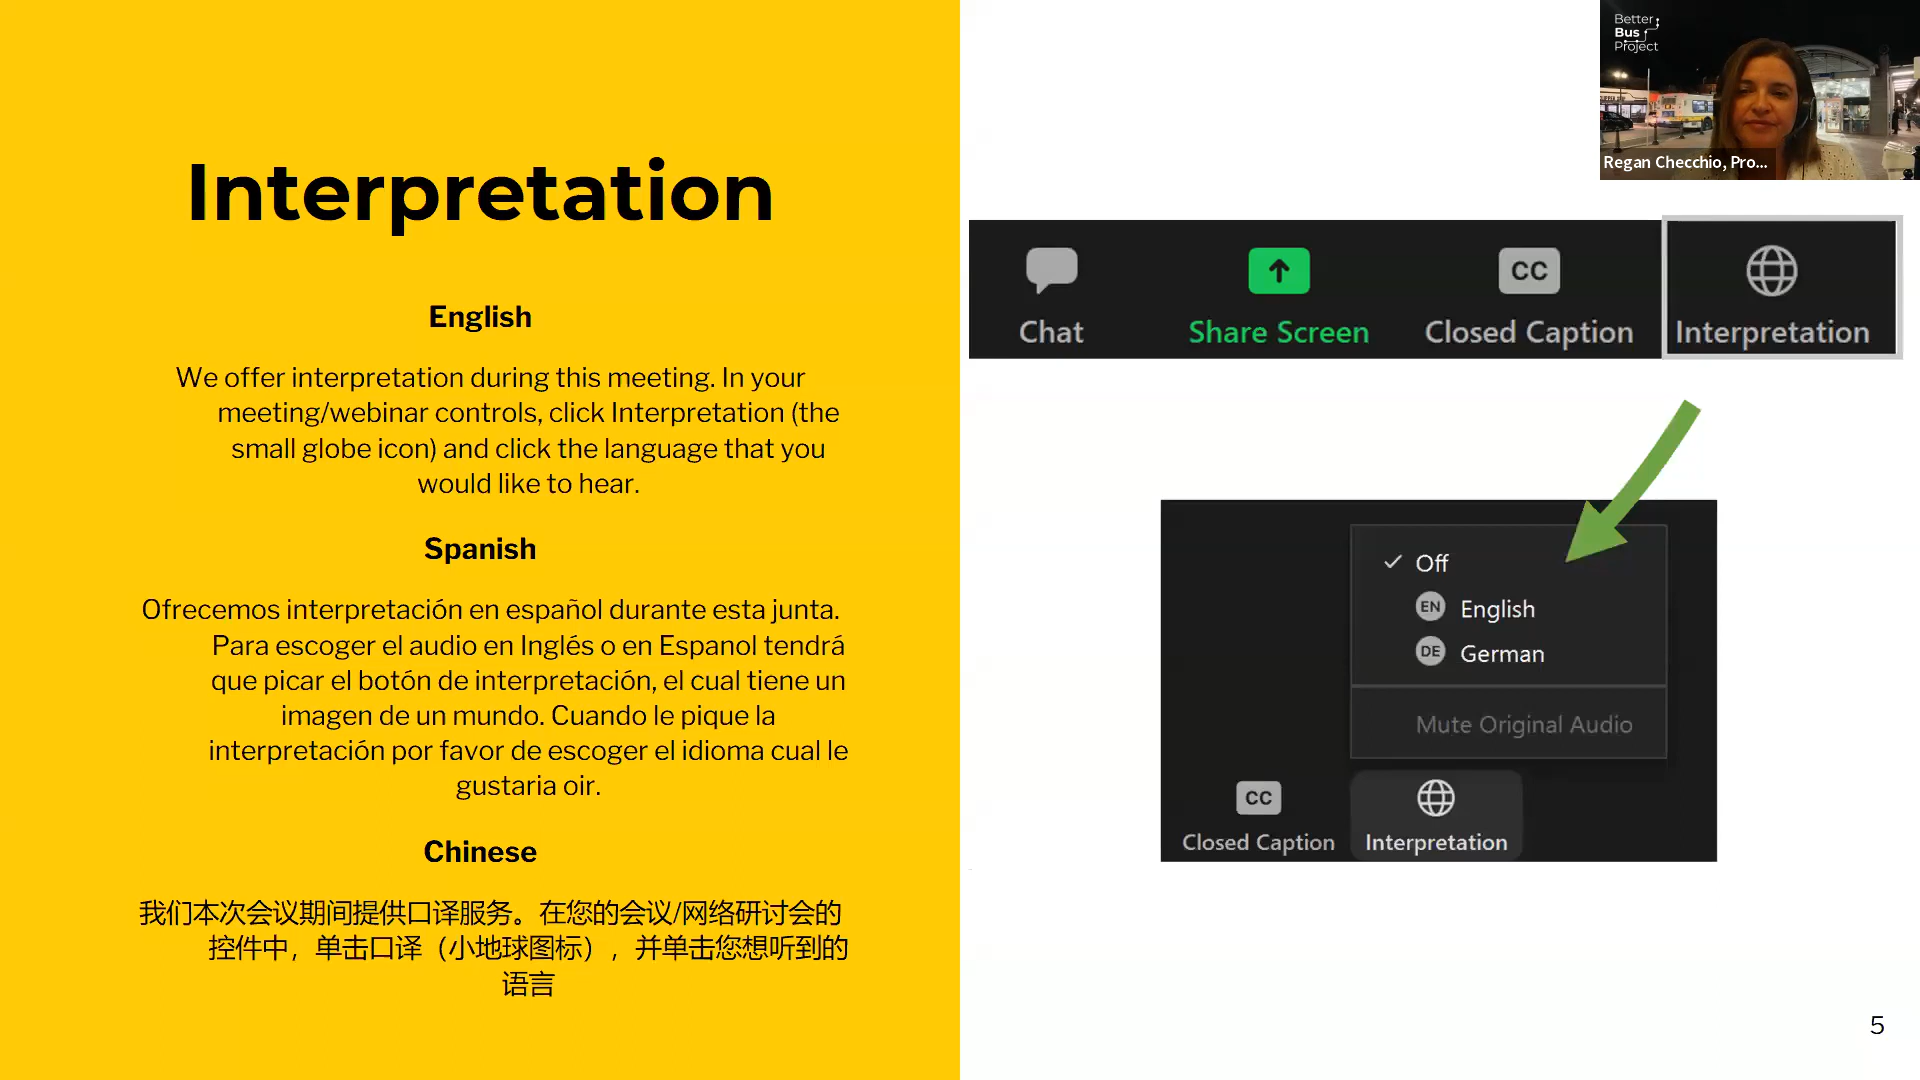 Interpretation
English
We offer interpretation during this meeting. In your
meeting/webinar controls, click Interpretation (the
small globe icon) and click the language that you
would like to hear.
Spanish
Ofrecemos interpretación en español durante esta junta.
Para escoger el audio en Inglés o en Espanol tendrá
que picar el botón de interpretación, el cual tiene un
imagen de un mundo. Cuando le pique la
interpretación por favor de escoger el idioma cual le
gustaria oir.
Chinese
我们本次会议期间提供口译服务。在您的会议/网络研讨会的
控件中，单击口译（小地球图标），并单击您想听到的
语言
Better
Bus
Project
Regan Checchio, Pro...
CC
Chat
Share Screen
Closed Caption
Interpretation
Off
EN English
DE German
Mute Original Audio
CC
Closed Caption
Interpretation
5